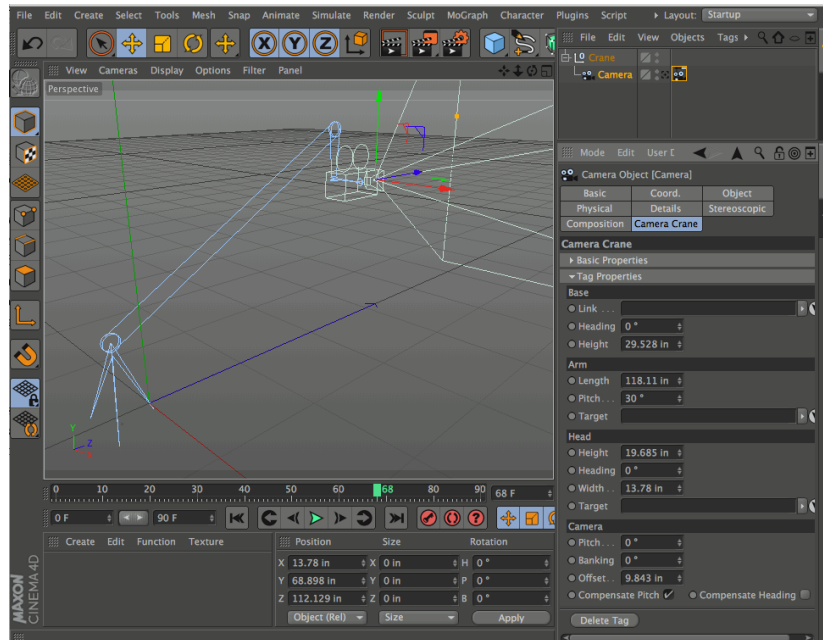 File Edit Create Select Tools Mesh Snap Animate Simulate Render Sculpt MoGraph Character Plugins Script Layout: Startup
File Edit View Objects Tags
Crane
Camera
View Cameras Display Options Filter Panel
Perspective
X Y Z
Y
Z
Mode Edit User
Camera Object [Camera]
Basic Coord. Object
Physical Details Stereoscopic
Composition Camera Crane
Camera Crane
Basic Properties
Tag Properties
Base
Link . . .
Heading 0 °
Height 29.528 in
Arm
Length 118.11 in
Pitch . . . 30 °
Target
Head
Height 19.685 in
Heading 0 °
Width . . 13.78 in
Target
Camera
Pitch . . . 0 °
Banking 0 °
Offset . . 9.843 in
Compensate Pitch Compensate Heading
Delete Tag
0 10 20 30 40 50 60 68 80 90 68 F
0 F 90 F
Create Edit Function Texture
Position Size Rotation
X 13.78 in X 0 in H 0 °
Y 68.898 in Y 0 in P 0 °
Z 112.129 in Z 0 in B 0 °
Object (Rel) Size Apply
MAXON
CINEMA 4D